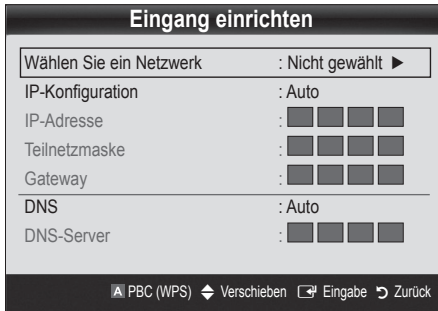 Eingang einrichten
Wählen Sie ein Netzwerk : Nicht gewählt ►
IP-Konfiguration : Auto
IP-Adresse :
Teilnetzmaske :
Gateway :
DNS : Auto
DNS-Server :
A PBC (WPS) Verschieben Eingabe Zurück